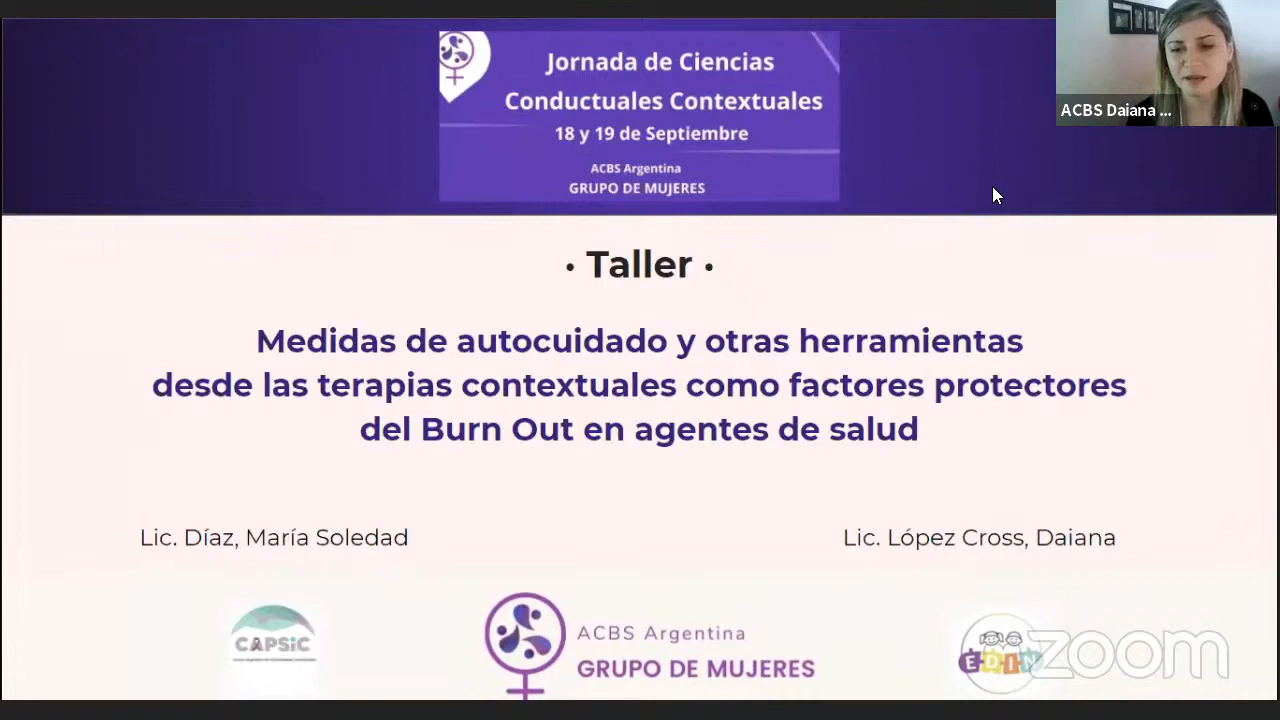 Jornada de Ciencias
Conductuales Contextuales
18 y 19 de Septiembre
ACBS Argentina
GRUPO DE MUJERES
ACBS Daiana ...
• Taller •
Medidas de autocuidado y otras herramientas
desde las terapias contextuales como factores protectores
del Burn Out en agentes de salud
Lic. Díaz, María Soledad
Lic. López Cross, Daiana
CAPSiC
ACBS Argentina
GRUPO DE MUJERES
EDIN
zoom